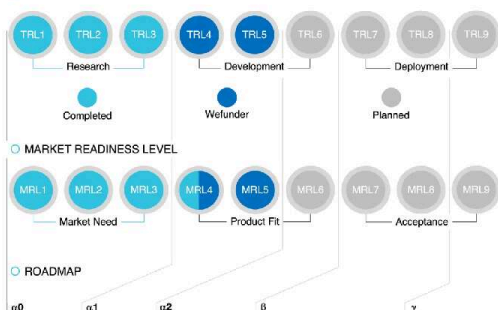 TRL1 TRL2 TRL3 TRL4 TRL5 TRL6 TRL7 TRL8 TRL9
Research Development Deployment
Completed Wefunder Planned
MARKET READINESS LEVEL
MRL1 MRL2 MRL3 MRL4 MRL5 MRL6 MRL7 MRL8 MRL9
Market Need Product Fit Acceptance
ROADMAP
α0 α1 α2 β γ